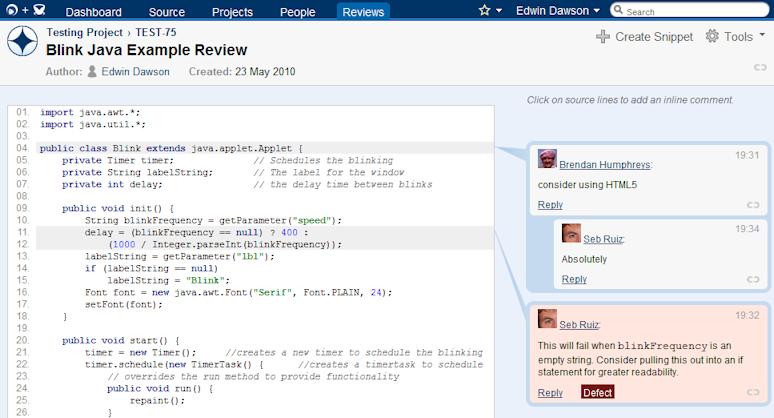 Dashboard Source Projects People Reviews Edwin Dawson Search
Testing Project › TEST-75
Blink Java Example Review
Create Snippet Tools
Author: Edwin Dawson Created: 23 May 2010
Click on source lines to add an inline comment.
01. import java.awt.*;
02. import java.util.*;
03.
04. public class Blink extends java.applet.Applet {
05. private Timer timer; // Schedules the blinking
06. private String labelString; // The label for the window
07. private int delay; // the delay time between blinks
08.
09. public void init() {
10. String blinkFrequency = getParameter("speed");
11. delay = (blinkFrequency == null) ? 400 :
12. (1000 / Integer.parseInt(blinkFrequency));
13. labelString = getParameter("lbl");
14. if (labelString == null)
15. labelString = "Blink";
16. Font font = new java.awt.Font("Serif", Font.PLAIN, 24);
17. setFont(font);
18. }
19.
20. public void start() {
21. timer = new Timer(); //creates a new timer to schedule the blinking
22. timer.schedule(new TimerTask() { //creates a timertask to schedule
23. // overrides the run method to provide functionality
24. public void run() {
25. repaint();
26. }
Brendan Humphreys: 19:31
consider using HTML5
Reply
Seb Ruiz: 19:34
Absolutely
Reply
Seb Ruiz: 19:32
This will fail when blinkFrequency is an
empty string. Consider pulling this out into an if
statement for greater readability.
Reply Defect